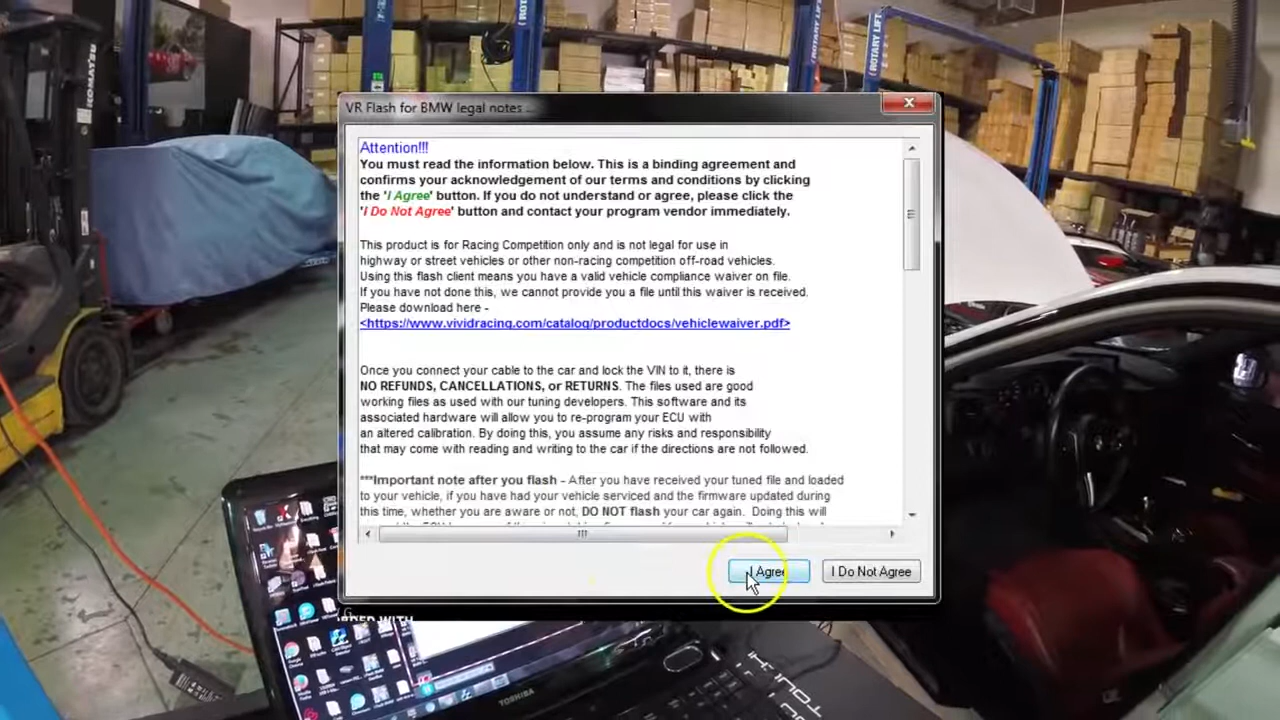 KOMATSU
ROTARY LIFT
ROTARY LIFT
VR Flash for BMW legal notes ..
Attention!!!
You must read the information below. This is a binding agreement and
confirms your acknowledgement of our terms and conditions by clicking
the 'I Agree' button. If you do not understand or agree, please click the
'I Do Not Agree' button and contact your program vendor immediately.
This product is for Racing Competition only and is not legal for use in
highway or street vehicles or other non-racing competition off-road vehicles.
Using this flash client means you have a valid vehicle compliance waiver on file.
If you have not done this, we cannot provide you a file until this waiver is received.
Please download here -
<https://www.vividracing.com/catalog/productdocs/vehiclewaiver.pdf>
Once you connect your cable to the car and lock the VIN to it, there is
NO REFUNDS, CANCELLATIONS, or RETURNS. The files used are good
working files as used with our tuning developers. This software and its
associated hardware will allow you to re-program your ECU with
an altered calibration. By doing this, you assume any risks and responsibility
that may come with reading and writing to the car if the directions are not followed.
***Important note after you flash - After you have received your tuned file and loaded
to your vehicle, if you have had your vehicle serviced and the firmware updated during
this time, whether you are aware or not, DO NOT flash your car again. Doing this will
I Agree
I Do Not Agree
TOSHIBA